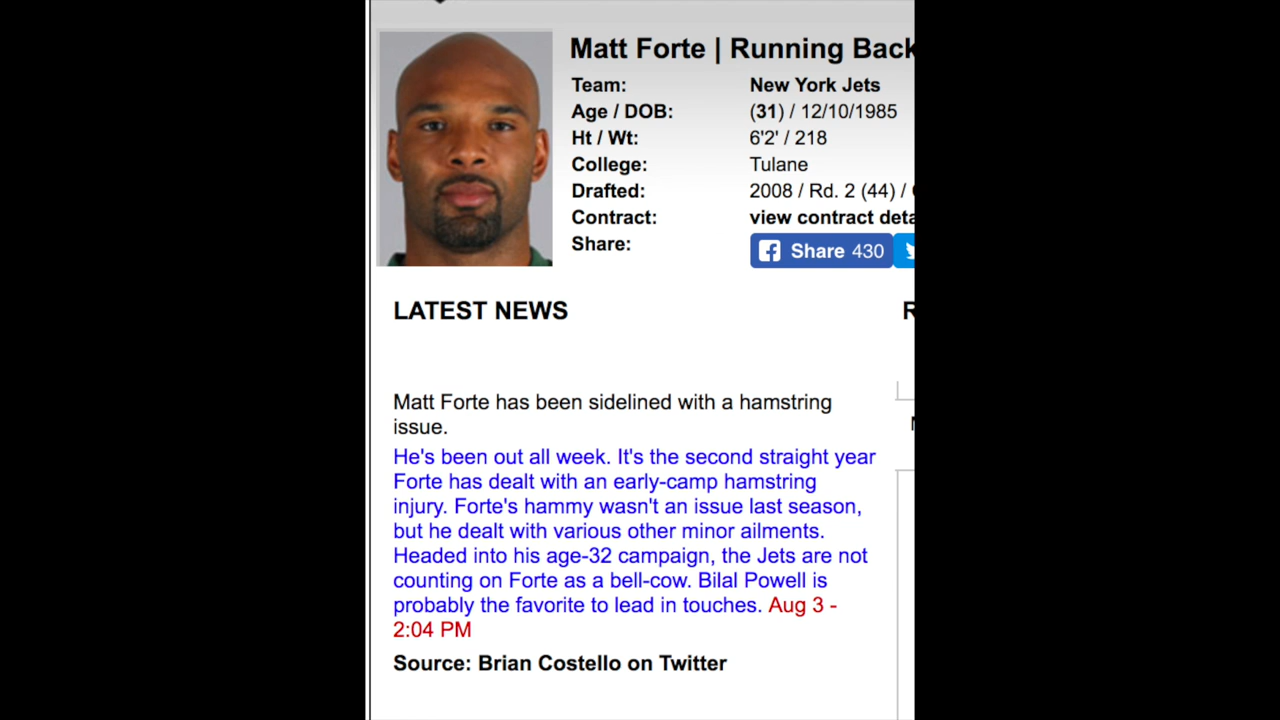 Matt Forte | Running Back
Team: New York Jets
Age / DOB: (31) / 12/10/1985
Ht / Wt: 6'2' / 218
College: Tulane
Drafted: 2008 / Rd. 2 (44) /
Contract: view contract deta
Share: Share 430
LATEST NEWS
Matt Forte has been sidelined with a hamstring
issue.
He's been out all week. It's the second straight year
Forte has dealt with an early-camp hamstring
injury. Forte's hammy wasn't an issue last season,
but he dealt with various other minor ailments.
Headed into his age-32 campaign, the Jets are not
counting on Forte as a bell-cow. Bilal Powell is
probably the favorite to lead in touches. Aug 3 -
2:04 PM
Source: Brian Costello on Twitter